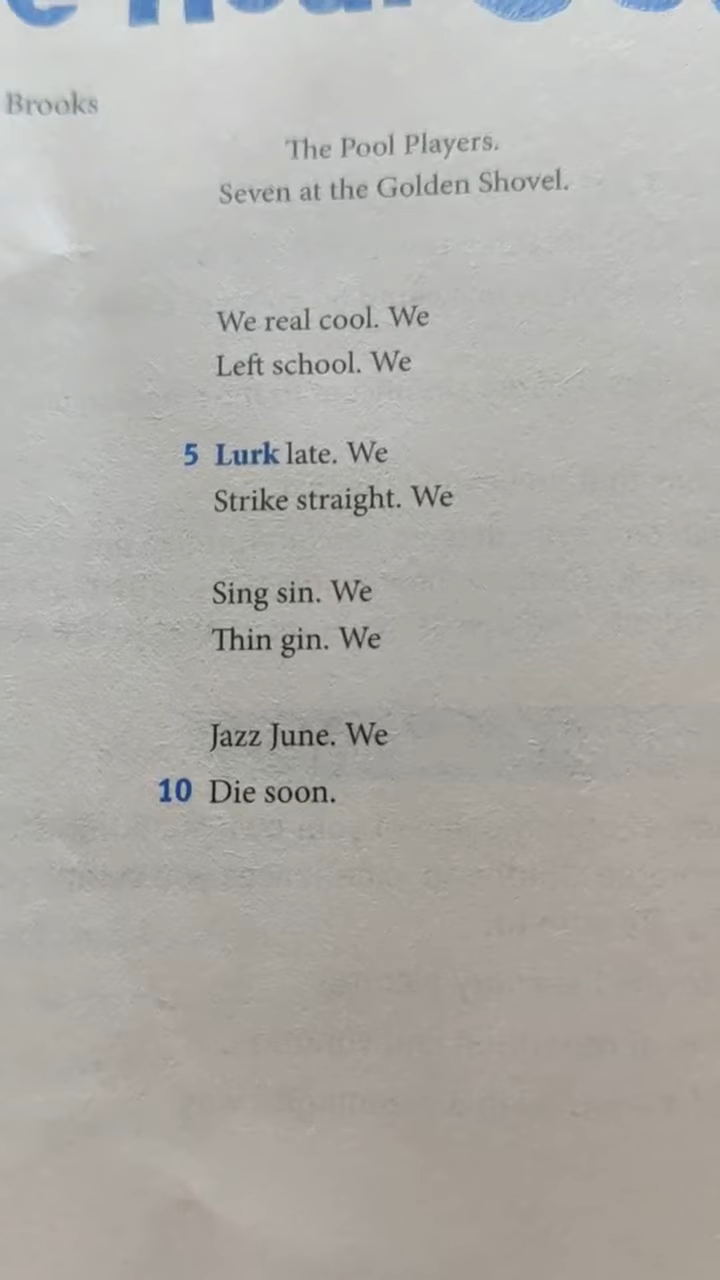 Brooks
The Pool Players.
Seven at the Golden Shovel.
We real cool. We
Left school. We
5 Lurk late. We
Strike straight. We
Sing sin. We
Thin gin. We
Jazz June. We
10 Die soon.